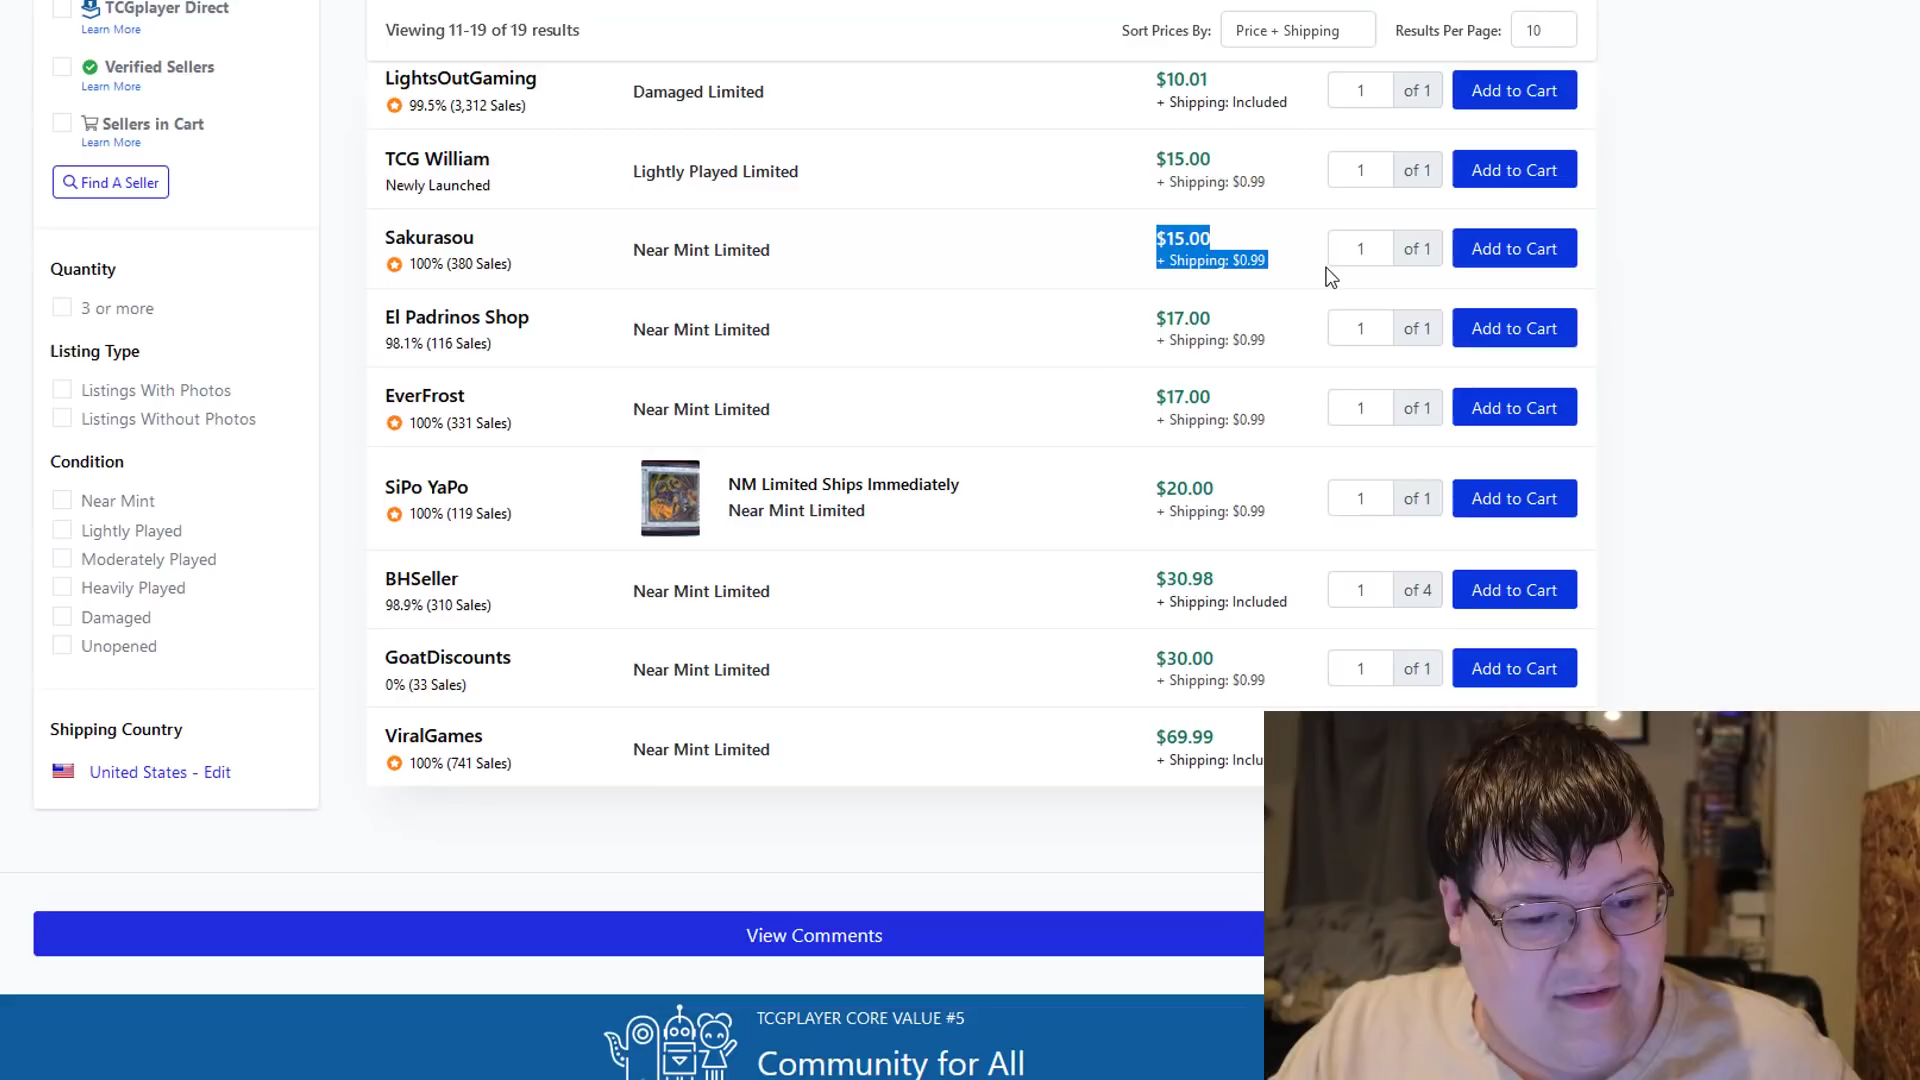 TCGplayer Direct
Learn More
Verified Sellers
Learn More
Sellers in Cart
Learn More
Find A Seller
Quantity
3 or more
Listing Type
Listings With Photos
Listings Without Photos
Condition
Near Mint
Lightly Played
Moderately Played
Heavily Played
Damaged
Unopened
Shipping Country
United States - Edit
Viewing 11-19 of 19 results
Sort Prices By: Price + Shipping Results Per Page: 10
LightsOutGaming
99.5% (3,312 Sales)
Damaged Limited
$10.01
+ Shipping: Included
1 of 1 Add to Cart
TCG William
Newly Launched
Lightly Played Limited
$15.00
+ Shipping: $0.99
1 of 1 Add to Cart
Sakurasou
100% (380 Sales)
Near Mint Limited
$15.00
+ Shipping: $0.99
1 of 1 Add to Cart
El Padrinos Shop
98.1% (116 Sales)
Near Mint Limited
$17.00
+ Shipping: $0.99
1 of 1 Add to Cart
EverFrost
100% (331 Sales)
Near Mint Limited
$17.00
+ Shipping: $0.99
1 of 1 Add to Cart
SiPo YaPo
100% (119 Sales)
NM Limited Ships Immediately
Near Mint Limited
$20.00
+ Shipping: $0.99
1 of 1 Add to Cart
BHSeller
98.9% (310 Sales)
Near Mint Limited
$30.98
+ Shipping: Included
1 of 4 Add to Cart
GoatDiscounts
0% (33 Sales)
Near Mint Limited
$30.00
+ Shipping: $0.99
1 of 1 Add to Cart
ViralGames
100% (741 Sales)
Near Mint Limited
$69.99
+ Shipping: Inclu
View Comments
TCGPLAYER CORE VALUE #5
Community for All